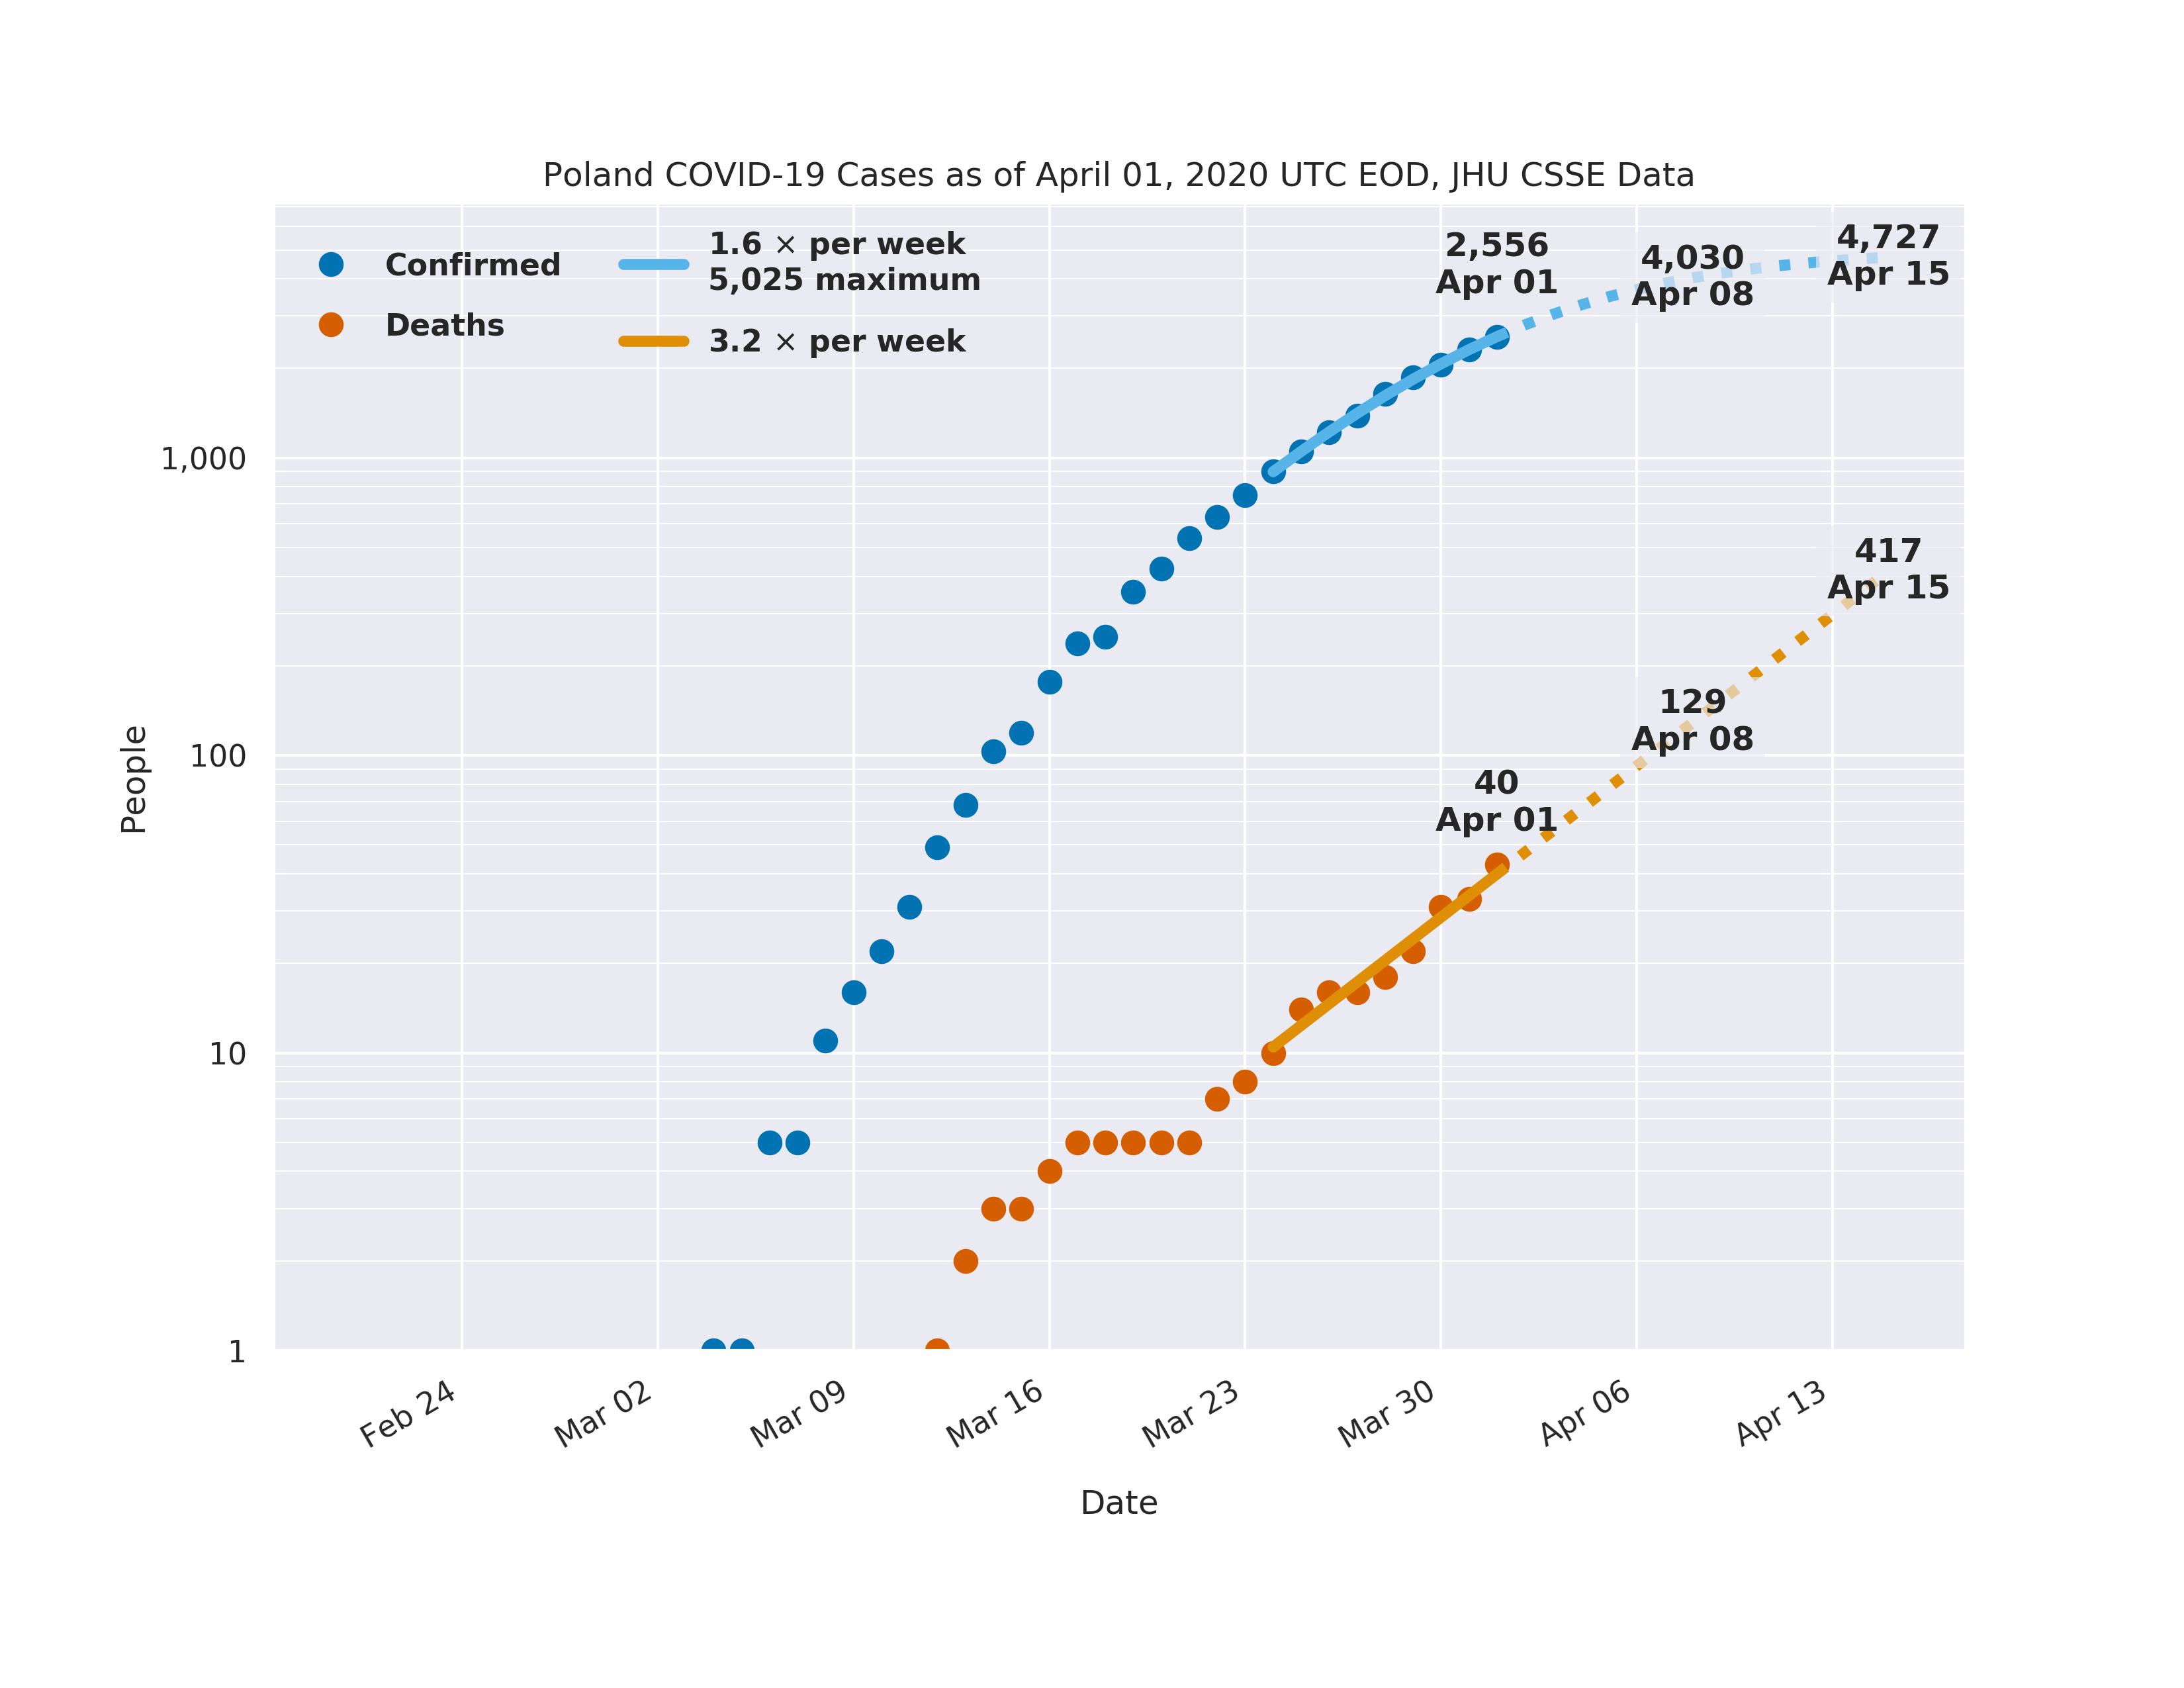 Poland COVID-19 Cases as of April 01, 2020 UTC EOD, JHU CSSE Data
Confirmed
Deaths
1.6 × per week
5,025 maximum
3.2 × per week
2,556
Apr 01
4,030
Apr 08
4,727
Apr 15
417
Apr 15
129
Apr 08
40
Apr 01
People
1,000
100
10
1
Feb 24
Mar 02
Mar 09
Mar 16
Mar 23
Mar 30
Apr 06
Apr 13
Date